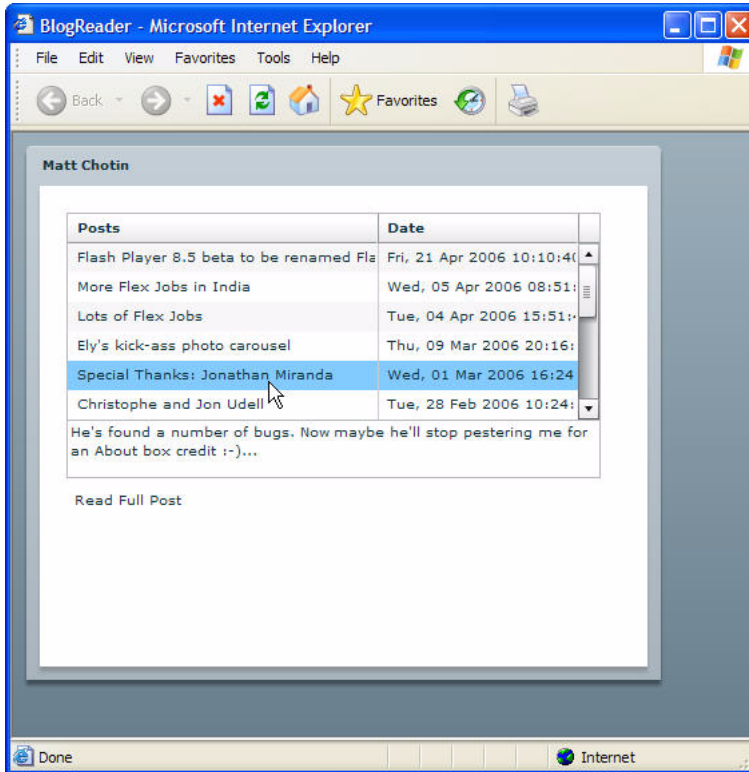 BlogReader - Microsoft Internet Explorer
File Edit View Favorites Tools Help
Back Favorites
Matt Chotin
Posts Date
Flash Player 8.5 beta to be renamed Fla Fri, 21 Apr 2006 10:10:4
More Flex Jobs in India Wed, 05 Apr 2006 08:51:
Lots of Flex Jobs Tue, 04 Apr 2006 15:51:
Ely's kick-ass photo carousel Thu, 09 Mar 2006 20:16:
Special Thanks: Jonathan Miranda Wed, 01 Mar 2006 16:24
Christophe and Jon Udell Tue, 28 Feb 2006 10:24:
He's found a number of bugs. Now maybe he'll stop pestering me for
an About box credit :-)...
Read Full Post
Done Internet